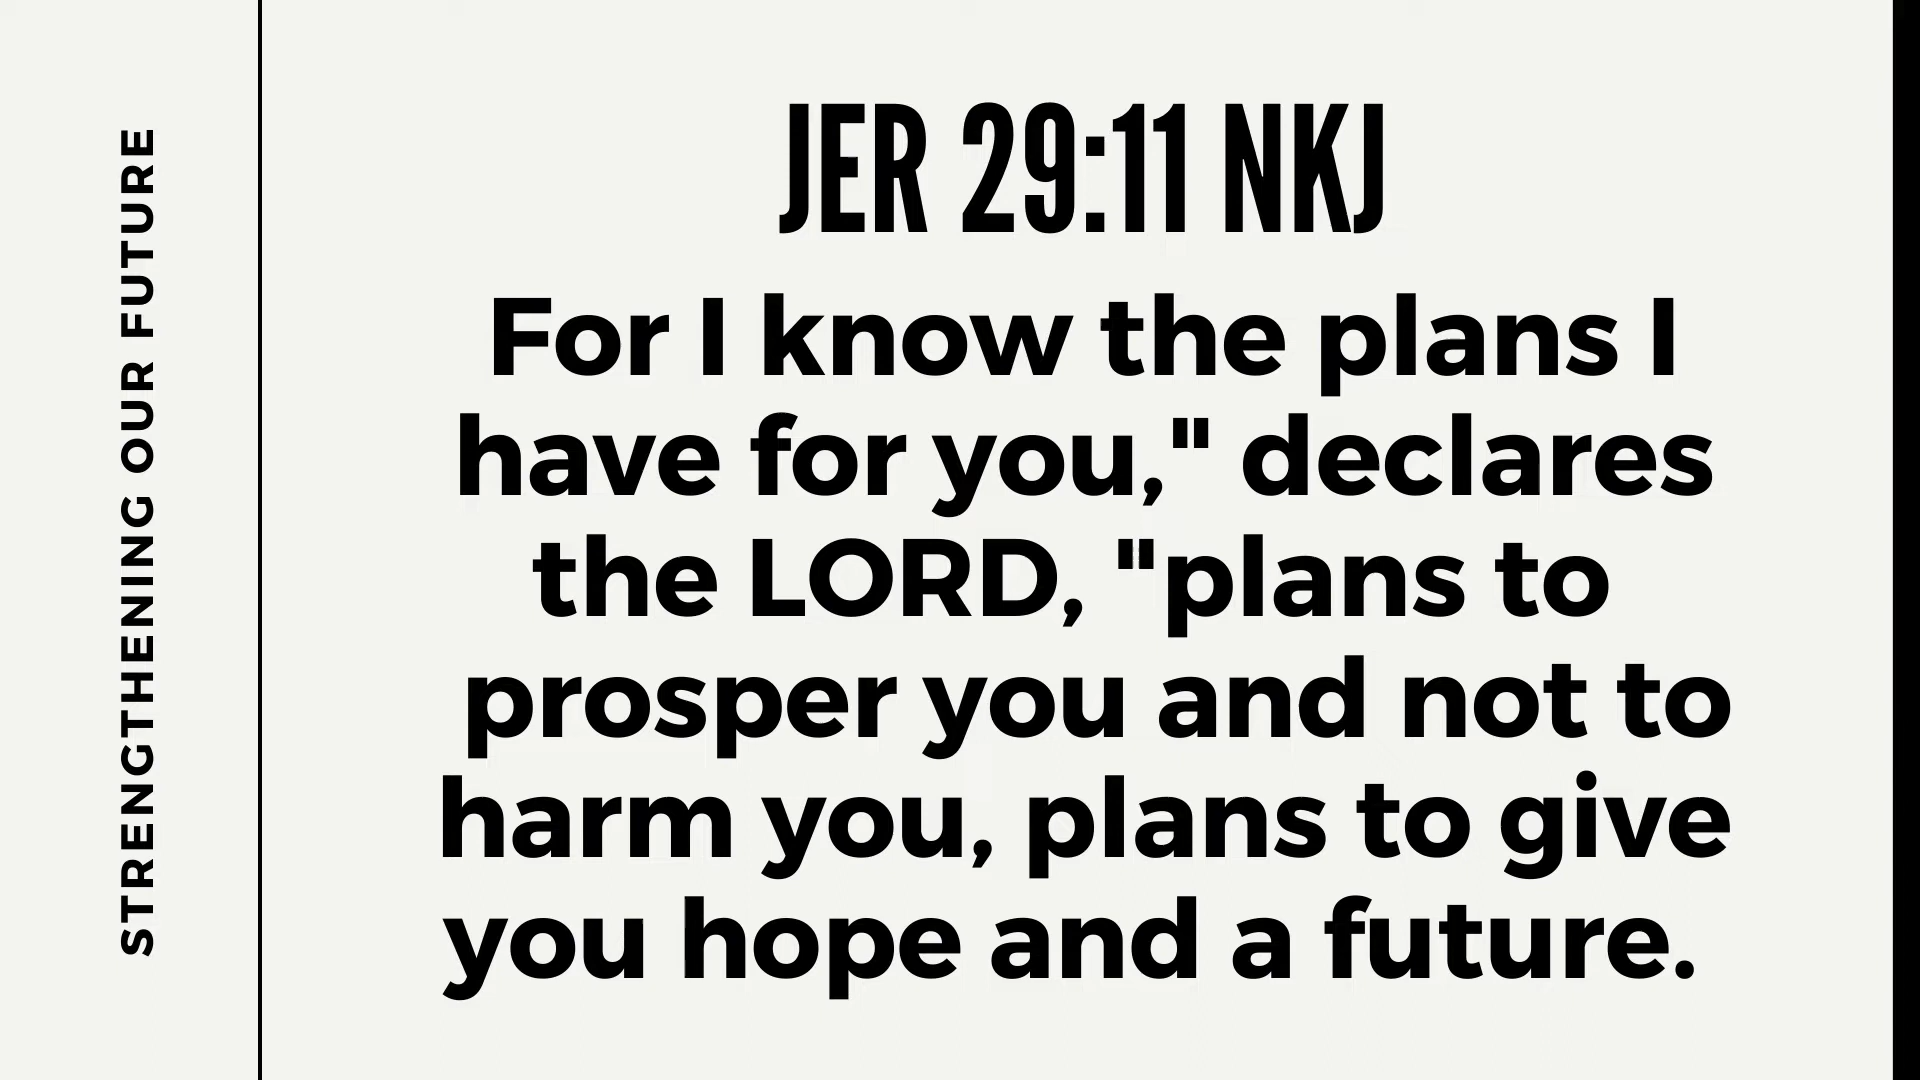 STRENGTHENING OUR FUTURE
JER 29:11 NKJ
For I know the plans I
have for you," declares
the LORD, "plans to
prosper you and not to
harm you, plans to give
you hope and a future.